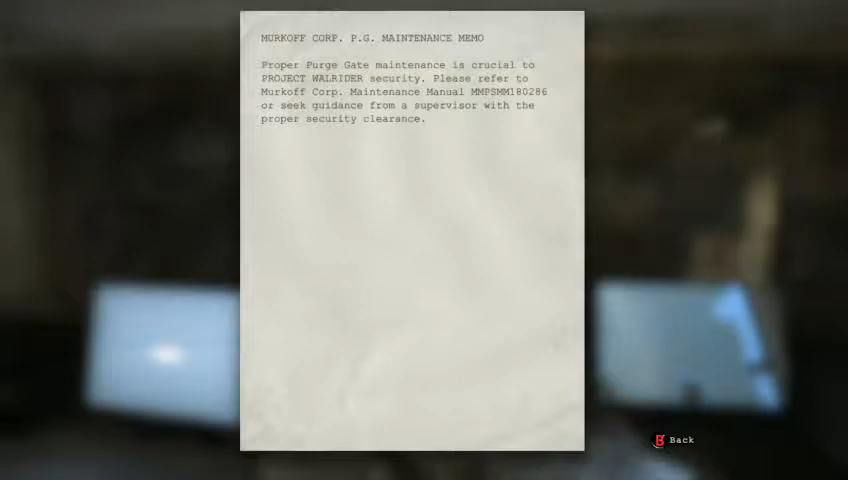 MURKOFF CORP. P.G. MAINTENANCE MEMO
Proper Purge Gate maintenance is crucial to
PROJECT WALRIDER security. Please refer to
Murkoff Corp. Maintenance Manual MMPSMM180286
or seek guidance from a supervisor with the
proper security clearance.
B Back